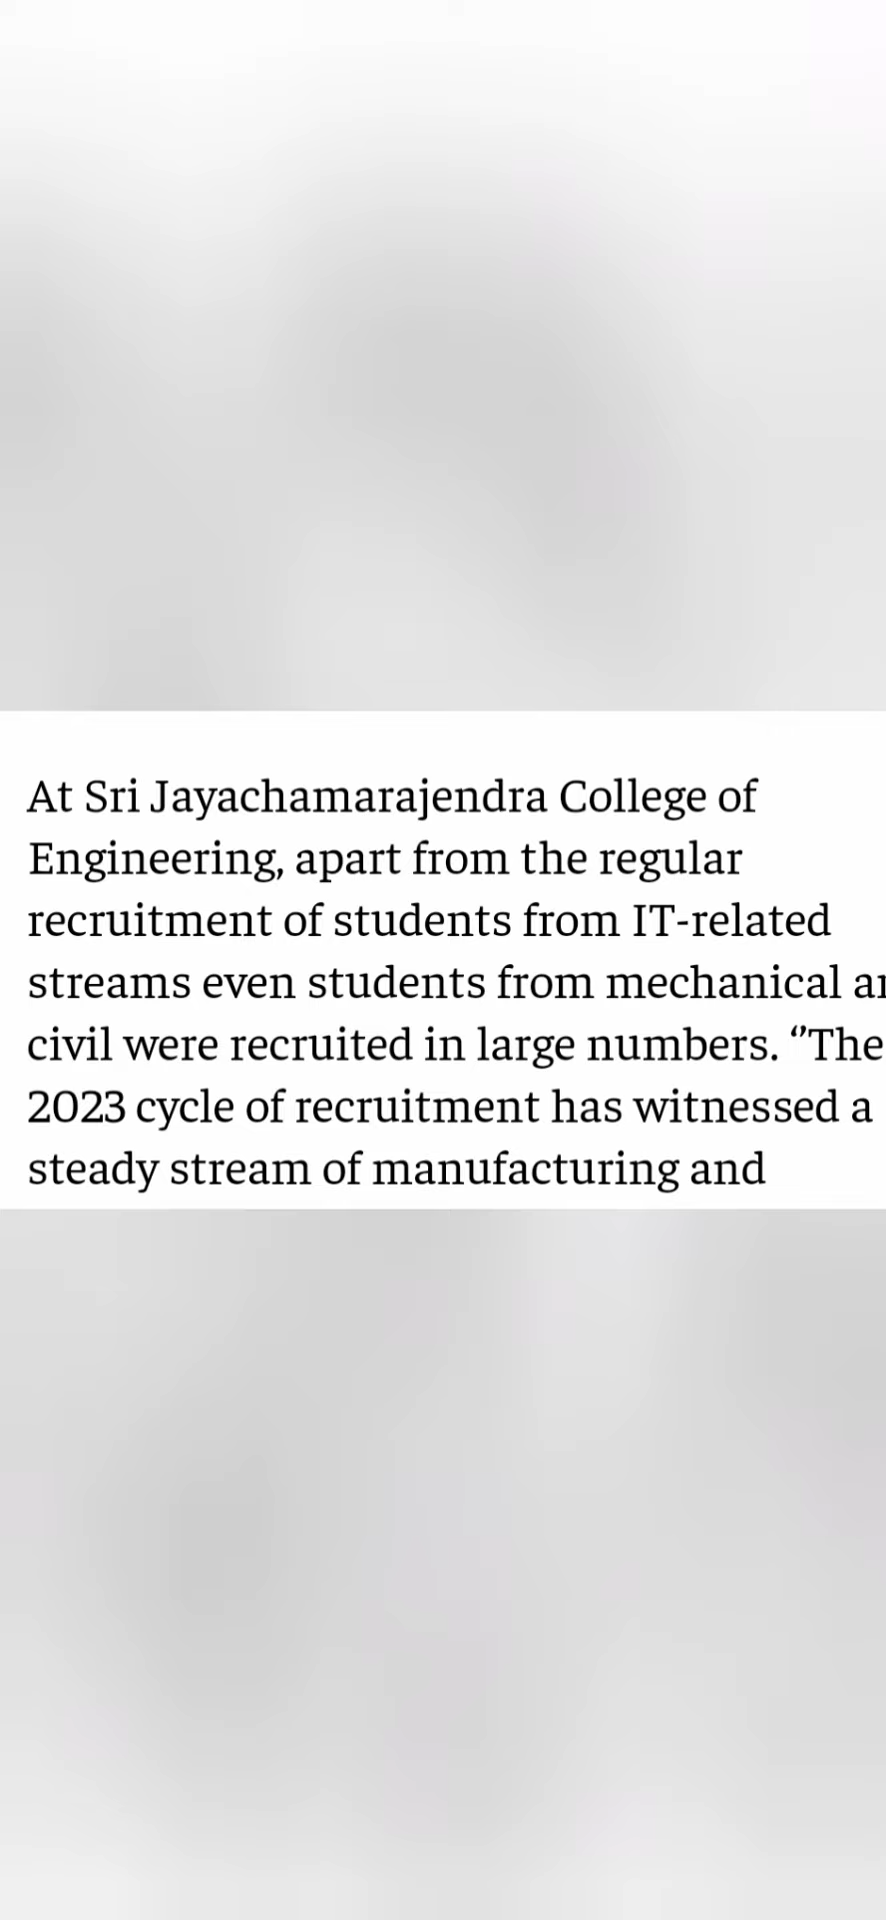 At Sri Jayachamarajendra College of
Engineering, apart from the regular
recruitment of students from IT-related
streams even students from mechanical
civil were recruited in large numbers. “”The
2023 cycle of recruitment has witnessed a
steady stream of manufacturing and